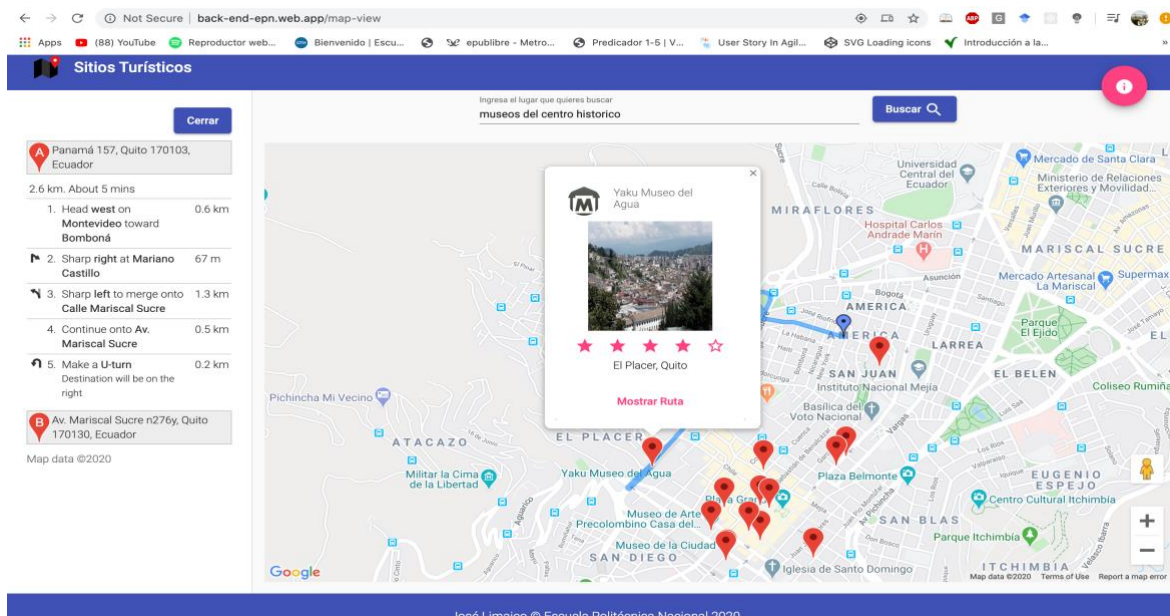 Not Secure | back-end-epn.web.app/map-view
Apps (88) YouTube Reproductor web... Bienvenido | Escu... epublibre - Metro... Predicador 1-5 | V... User Story In Agil... SVG Loading icons Introducción a la... »
Sitios Turísticos
Cerrar
A
Panamá 157, Quito 170103,
Ecuador
2.6 km. About 5 mins
1. Head west on 0.6 km
Montevideo toward
Bomboná
2. Sharp right at Mariano 67 m
Castillo
3. Sharp left to merge onto 1.3 km
Calle Mariscal Sucre
4. Continue onto Av. 0.5 km
Mariscal Sucre
5. Make a U-turn 0.2 km
Destination will be on the
right
B
Av. Mariscal Sucre n276y, Quito
170130, Ecuador
Map data ©2020
Ingresa el lugar que quieres buscar
museos del centro historico
Buscar
Yaku Museo del
Agua
El Placer, Quito
Mostrar Ruta
Universidad
Central del
Ecuador
Mercado de Santa Clara
Ministerio de Relaciones
Exteriores y Movilidad...
MIRAFLORES
Hospital Carlos
Andrade Marín
MARISCAL SUCRE
Asunción
Mercado Artesanal
La Mariscal
Supermax
Bogotá
AMERICA
Santiago
Parque
El Ejido
LARREA
SAN JUAN
Instituto Nacional Mejía
EL BELEN
Coliseo Rumiña
Pichincha Mi Vecino
Basílica del
Voto Nacional
ATACAZO
EL PLACER
Militar la Cima
de la Libertad
Yaku Museo del Agua
Plaza Belmonte
EUGENIO
ESPEJO
Centro Cultural Itchimbía
Museo de Arte
Precolombino Casa del...
SAN BLAS
Parque Itchimbía
Museo de la Ciudad
SAN DIEGO
Iglesia de Santo Domingo
ITCHIMBIA
Google
Map data ©2020 Terms of Use Report a map error
José Limaico © Escuela Politécnica Nacional 2020